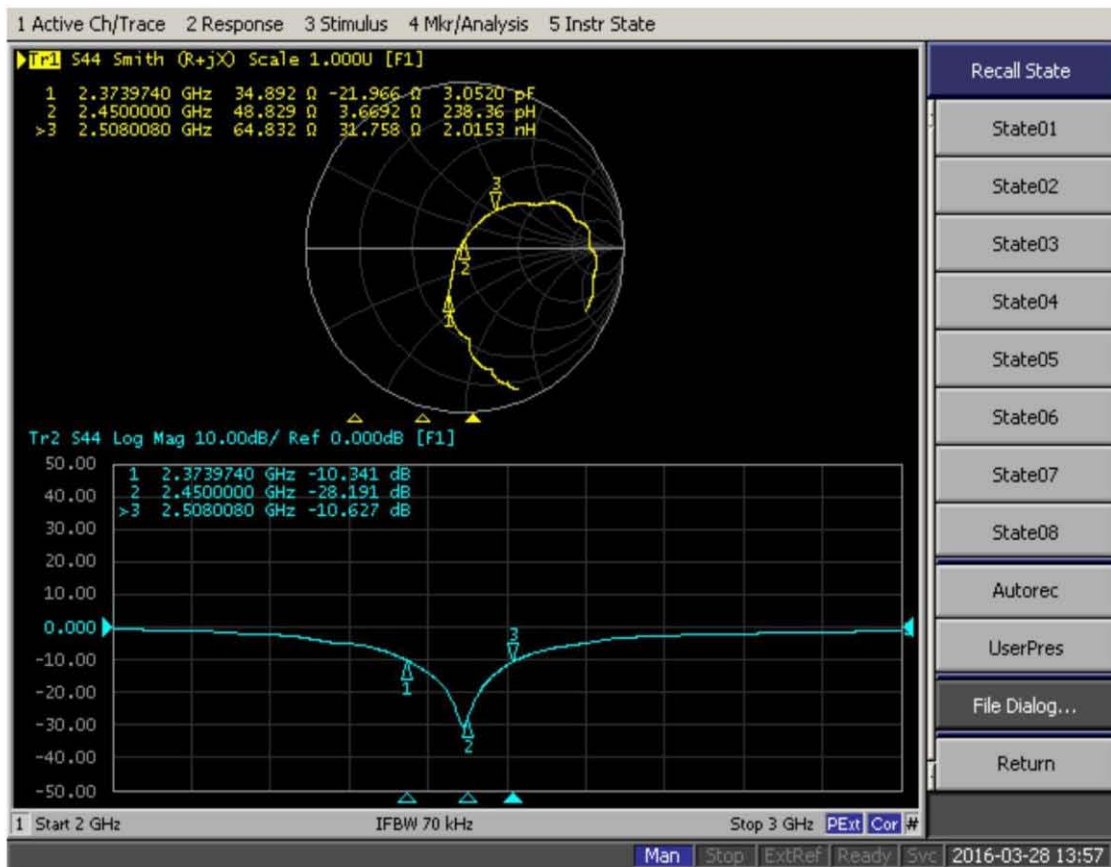 1 Active Ch/Trace 2 Response 3 Stimulus 4 Mkr/Analysis 5 Instr State
Tr1 S44 Smith (R+jX) Scale 1.000U [F1]
1 2.3739740 GHz 34.892 Ω -21.966 Ω 3.0520 pF
2 2.4500000 GHz 48.829 Ω 3.6692 Ω 238.36 pH
>3 2.5080080 GHz 64.832 Ω 31.758 Ω 2.0153 nH
3
2
1
Tr2 S44 Log Mag 10.00dB/ Ref 0.000dB [F1]
50.00
40.00
30.00
20.00
10.00
0.000
-10.00
-20.00
-30.00
-40.00
-50.00
1 2.3739740 GHz -10.341 dB
2 2.4500000 GHz -28.191 dB
>3 2.5080080 GHz -10.627 dB
3
1
2
1 Start 2 GHz IFBW 70 kHz Stop 3 GHz PExt Cor #
Recall State
State01
State02
State03
State04
State05
State06
State07
State08
Autorec
UserPres
File Dialog...
Return
Man Stop ExtRef Ready Svc 2016-03-28 13:57